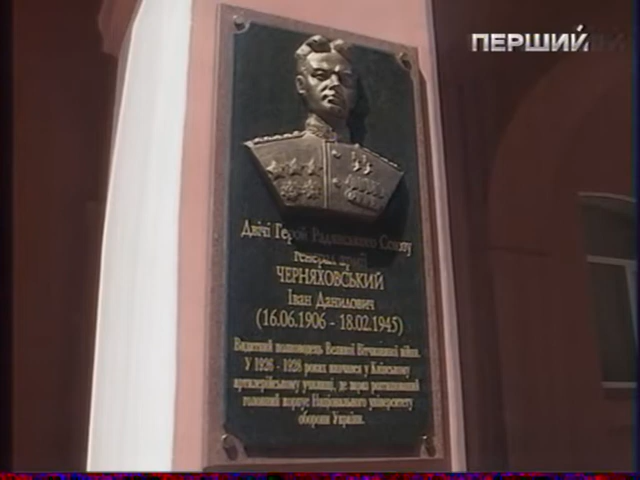 ПЕРШИЙ
Двічі Герой Радянського Союзу
Генерал армії
ЧЕРНЯХОВСЬКИЙ
Іван Данилович
(16.06.1906 - 18.02.1945)
Видатний полководець Великої Вітчизняної війни.
У 1926 - 1928 роках навчався у Київському
артилерійському училищі, де зараз розташований
головний корпус Національного університету
оборони України.